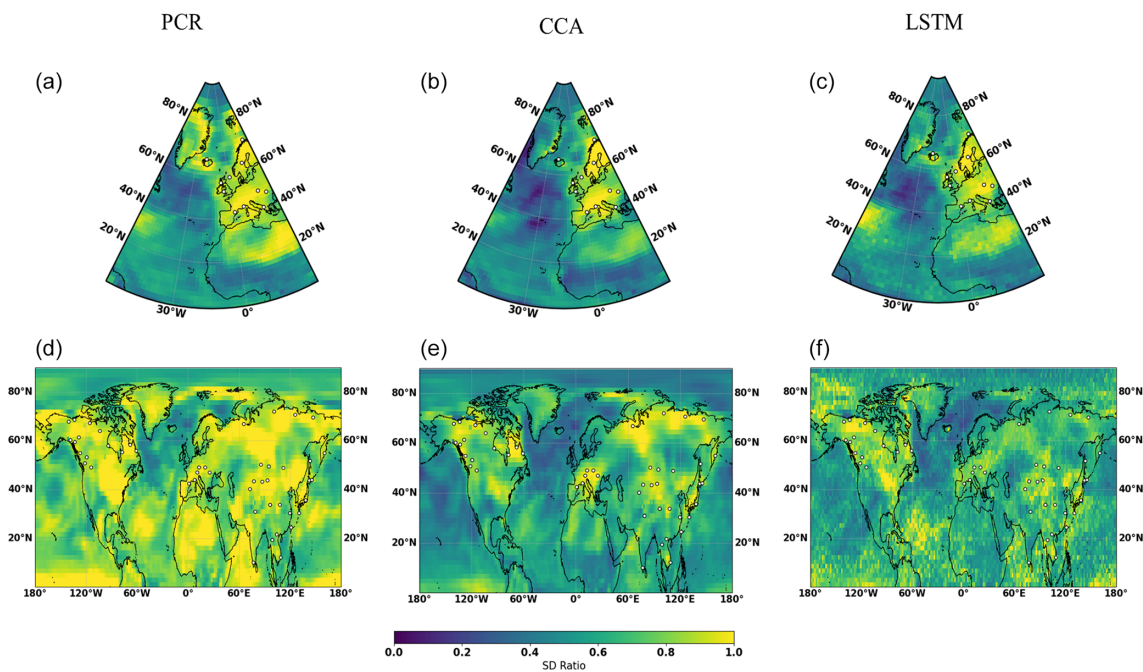 PCR CCA LSTM
(a) (b) (c)
80°N 80°N 80°N 80°N 80°N 80°N
60°N 60°N 60°N 60°N 60°N 60°N
40°N 40°N 40°N 40°N 40°N 40°N
20°N 20°N 20°N 20°N 20°N 20°N
30°W 0° 30°W 0° 30°W 0°
(d) (e) (f)
80°N 80°N 80°N 80°N 80°N 80°N
60°N 60°N 60°N 60°N 60°N 60°N
40°N 40°N 40°N 40°N 40°N 40°N
20°N 20°N 20°N 20°N 20°N 20°N
180° 120°W 60°W 0° 60°E 120°E 180° 180° 120°W 60°W 0° 60°E 120°E 180° 180° 120°W 60°W 0° 60°E 120°E 180°
0.0 0.2 0.4 0.6 0.8 1.0
SD Ratio